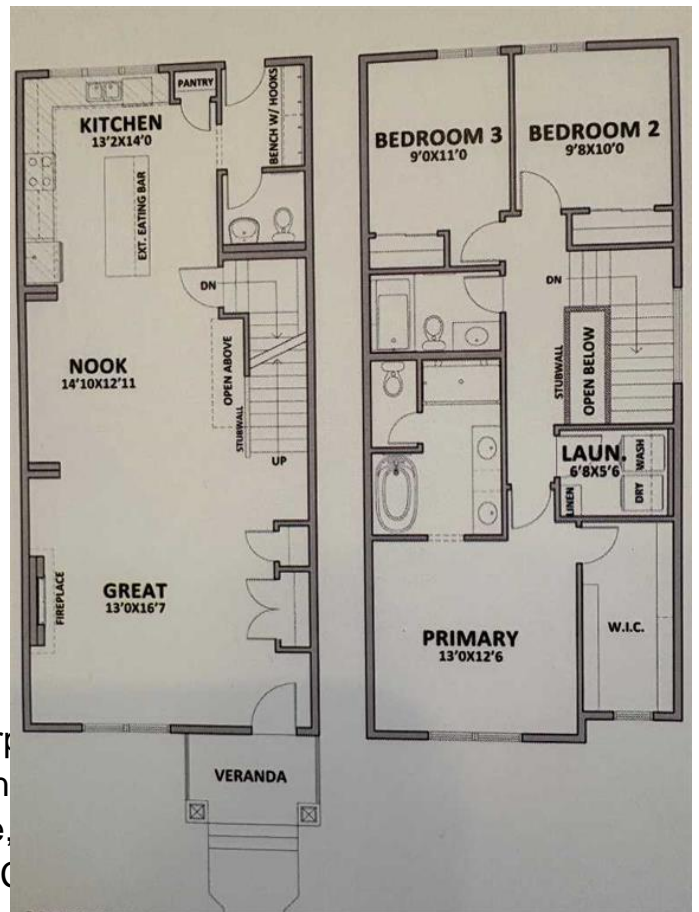 PANTRY
KITCHEN
13'2X14'0
BENCH W/ HOOKS
EXT. EATING BAR
DN
NOOK
14'10X12'11
OPEN ABOVE
STUBWALL
UP
GREAT
13'0X16'7
FIREPLACE
VERANDA
BEDROOM 3
9'0X11'0
BEDROOM 2
9'8X10'0
DN
STUBWALL
OPEN BELOW
LAUN.
6'8X5'6
WASH
DRY
LINEN
PRIMARY
13'0X12'6
W.I.C.